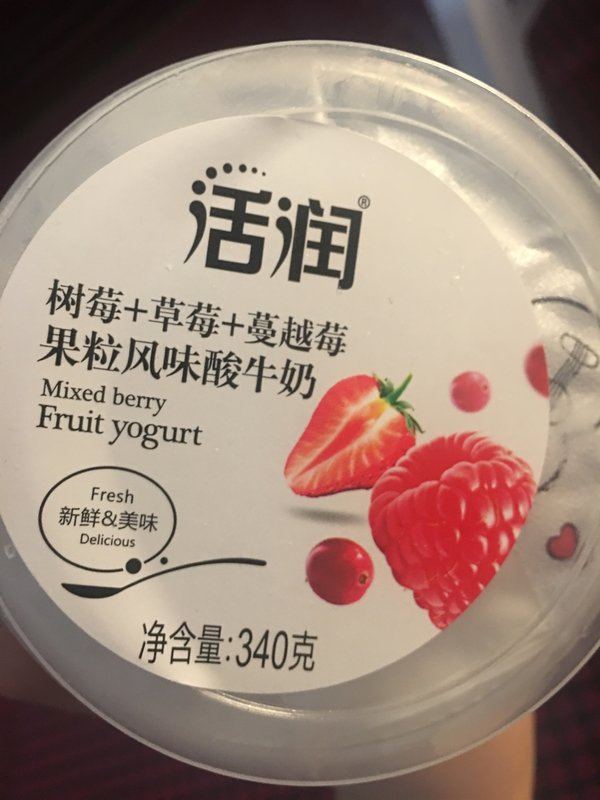 活润®
树莓+草莓+蔓越莓
果粒风味酸牛奶
Mixed berry
Fruit yogurt
Fresh
新鲜&美味
Delicious
净含量:340克